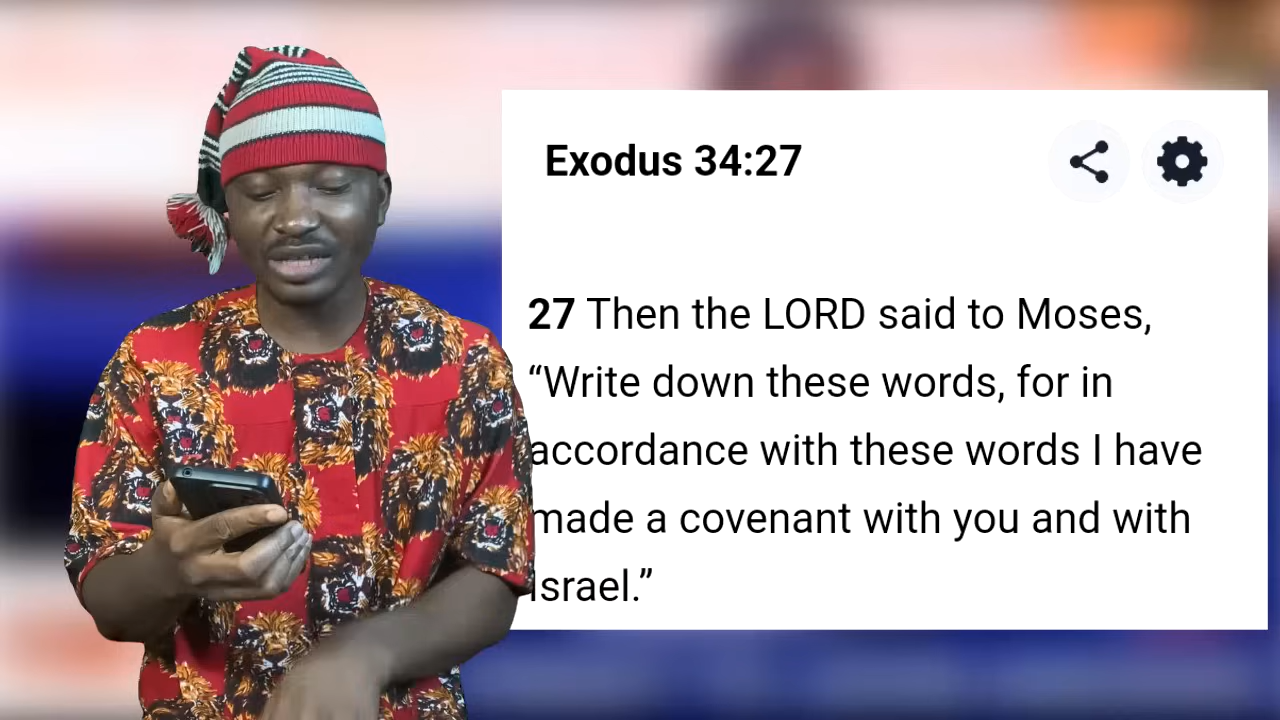 Exodus 34:27
27 Then the LORD said to Moses,
“Write down these words, for in
accordance with these words I have
made a covenant with you and with
Israel.”